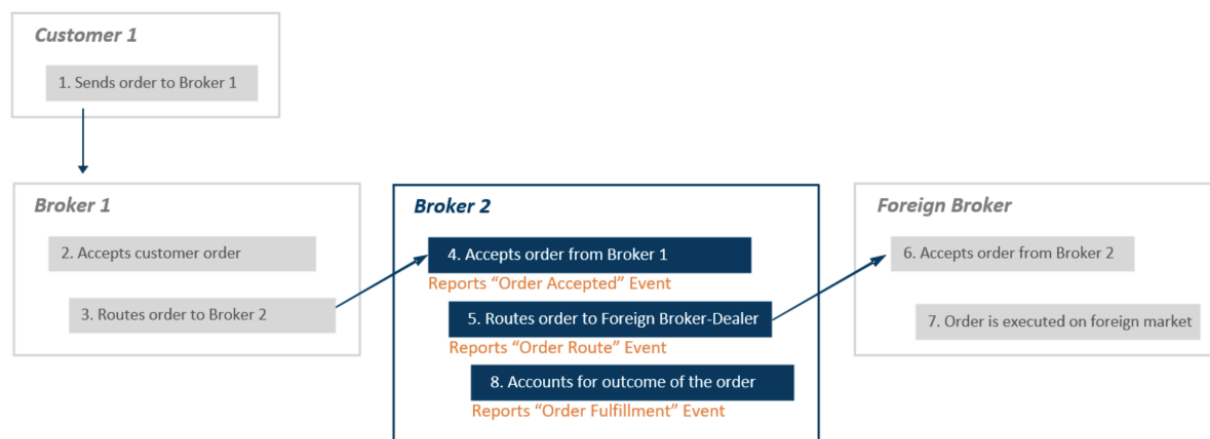 Customer 1
1. Sends order to Broker 1
Broker 1
2. Accepts customer order
3. Routes order to Broker 2
Broker 2
4. Accepts order from Broker 1
Reports “Order Accepted” Event
5. Routes order to Foreign Broker-Dealer
Reports “Order Route” Event
8. Accounts for outcome of the order
Reports “Order Fulfillment” Event
Foreign Broker
6. Accepts order from Broker 2
7. Order is executed on foreign market